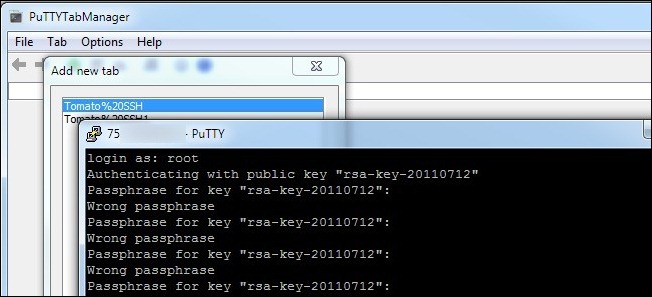 PuTTYTabManager
File Tab Options Help
Add new tab
Tomato%20SSH
Tomato%20SSH1
75 - PuTTY
login as: root
Authenticating with public key "rsa-key-20110712"
Passphrase for key "rsa-key-20110712":
Wrong passphrase
Passphrase for key "rsa-key-20110712":
Wrong passphrase
Passphrase for key "rsa-key-20110712":
Wrong passphrase
Passphrase for key "rsa-key-20110712":